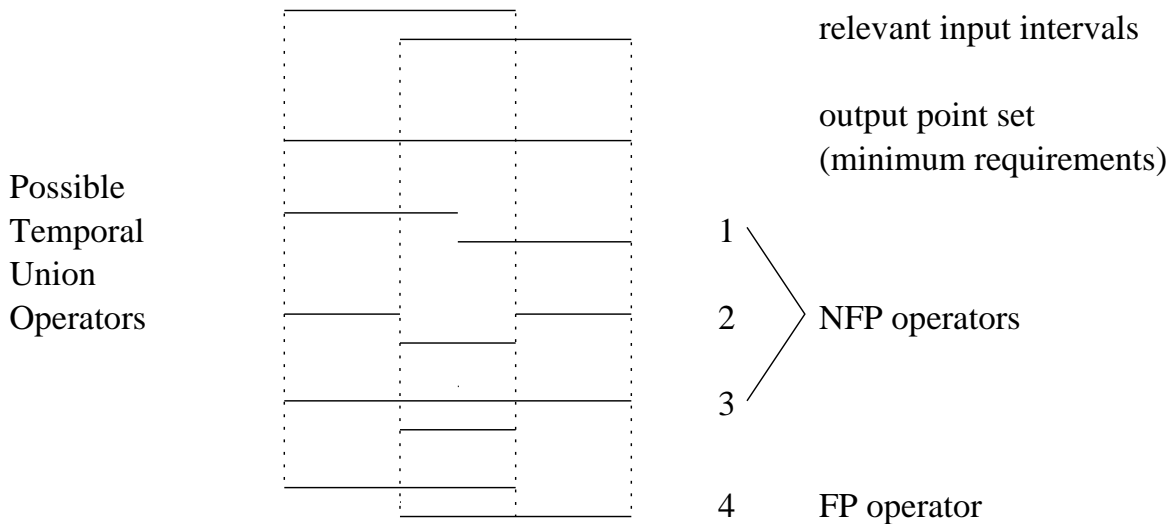 relevant input intervals
output point set
(minimum requirements)
Possible
Temporal
Union
Operators
1
2
3
NFP operators
4
FP operator